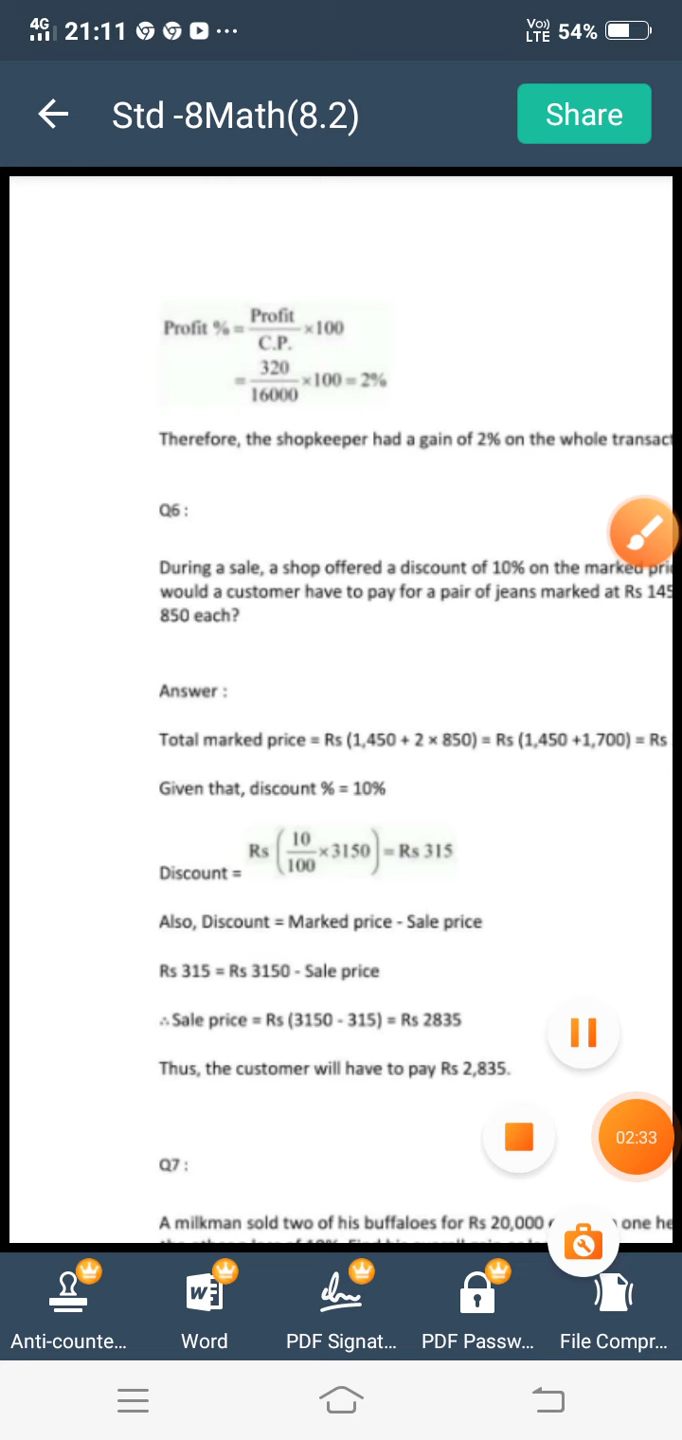 4G 21:11 Vo)) LTE 54%
Std -8Math(8.2) Share
Profit % = Profit / C.P. ×100
= 320 / 16000 ×100 = 2%
Therefore, the shopkeeper had a gain of 2% on the whole transact
Q6 :
During a sale, a shop offered a discount of 10% on the marked pri
would a customer have to pay for a pair of jeans marked at Rs 145
850 each?
Answer :
Total marked price = Rs (1,450 + 2 × 850) = Rs (1,450 +1,700) = Rs
Given that, discount % = 10%
Discount = Rs (10 / 100 ×3150) = Rs 315
Also, Discount = Marked price - Sale price
Rs 315 = Rs 3150 - Sale price
∴ Sale price = Rs (3150 - 315) = Rs 2835
Thus, the customer will have to pay Rs 2,835.
02:33
Q7 :
A milkman sold two of his buffaloes for Rs 20,000 one he
Anti-counte... Word PDF Signat... PDF Passw... File Compr...